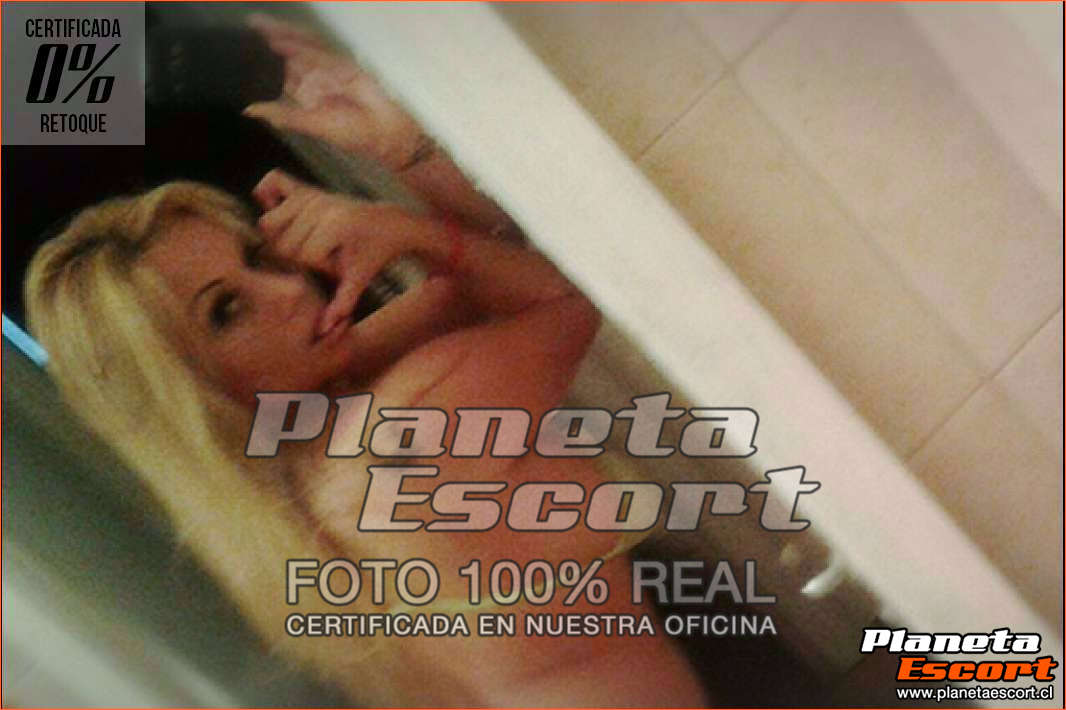 CERTIFICADA
0%
RETOQUE
Planeta
Escort
FOTO 100% REAL
CERTIFICADA EN NUESTRA OFICINA
Planeta
Escort
www.planetaescort.cl